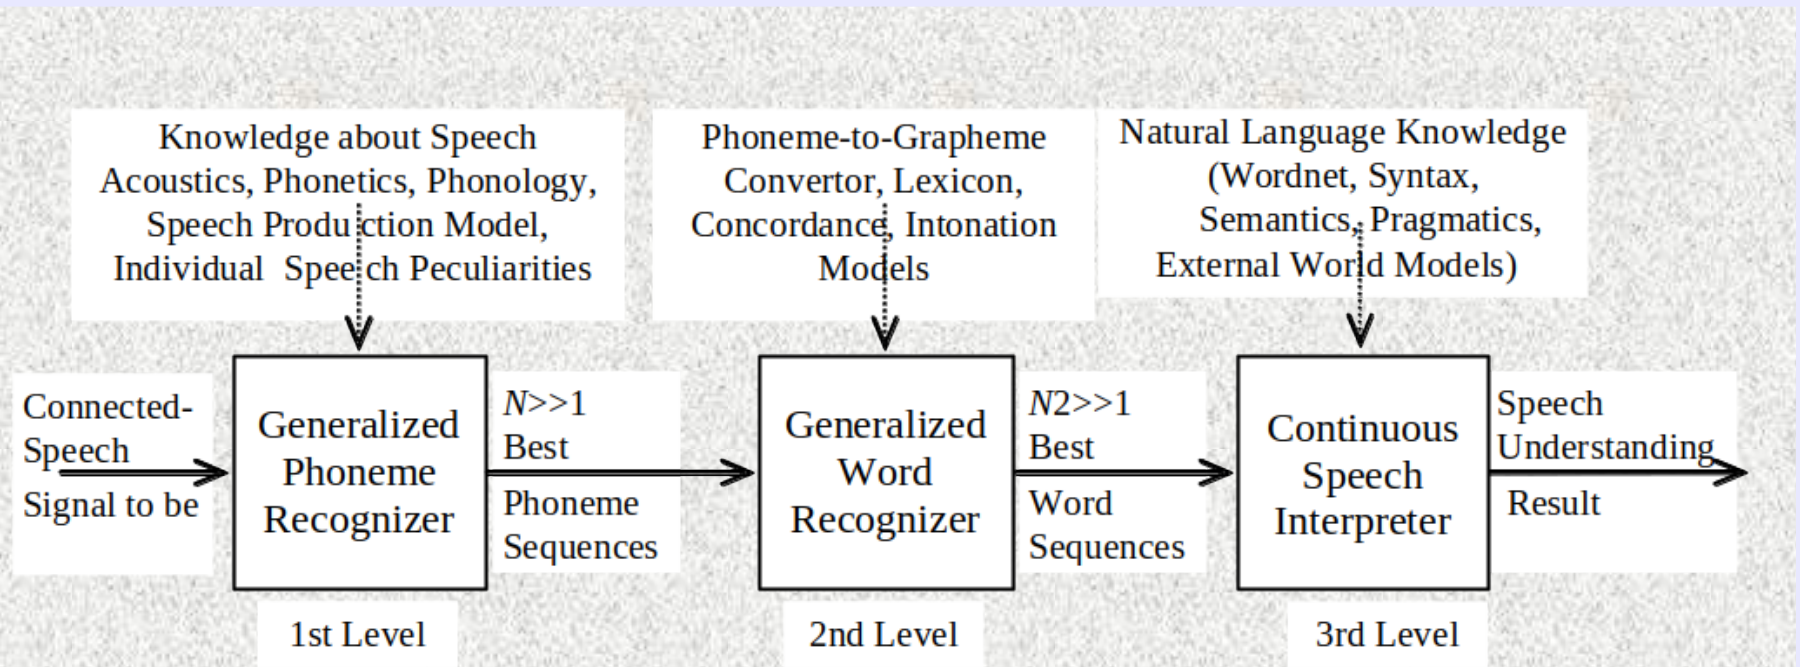 Knowledge about Speech
Acoustics, Phonetics, Phonology,
Speech Production Model,
Individual Speech Peculiarities
Phoneme-to-Grapheme
Convertor, Lexicon,
Concordance, Intonation
Models
Natural Language Knowledge
(Wordnet, Syntax,
Semantics, Pragmatics,
External World Models)
Connected-
Speech
Signal to be
Generalized
Phoneme
Recognizer
N>>1
Best
Phoneme
Sequences
Generalized
Word
Recognizer
N2>>1
Best
Word
Sequences
Continuous
Speech
Interpreter
Speech
Understanding
Result
1st Level
2nd Level
3rd Level